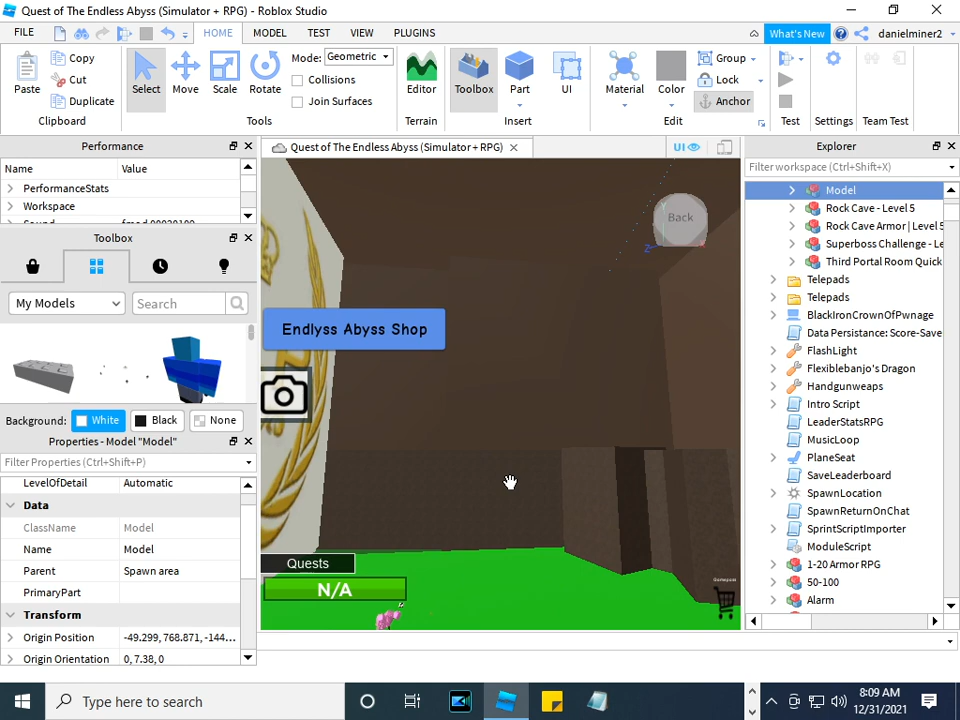 Quest of The Endless Abyss (Simulator + RPG) - Roblox Studio
FILE HOME MODEL TEST VIEW PLUGINS What's New danielminer2
Paste Copy Cut Duplicate Clipboard
Select Move Scale Rotate Tools
Mode: Geometric
Collisions
Join Surfaces
Editor Terrain
Toolbox Part UI Insert
Material Color Group Lock Anchor Edit
Test Settings Team Test
Performance
Name Value
PerformanceStats
Workspace
Toolbox
My Models Search
Background: White Black None
Properties - Model "Model"
Filter Properties (Ctrl+Shift+P)
LevelOfDetail Automatic
Data
ClassName Model
Name Model
Parent Spawn area
PrimaryPart
Transform
Origin Position -49.299, 768.871, -144...
Origin Orientation 0, 7.38, 0
Quest of The Endless Abyss (Simulator + RPG)
UI
Back
Endlyss Abyss Shop
Quests
N/A
Gamepass
Explorer
Filter workspace (Ctrl+Shift+X)
Model
Rock Cave - Level 5
Rock Cave Armor | Level 5
Superboss Challenge - Le
Third Portal Room Quick
Telepads
Telepads
BlackIronCrownOfPwnage
Data Persistance: Score-Save
FlashLight
Flexiblebanjo's Dragon
Handgunweaps
Intro Script
LeaderStatsRPG
MusicLoop
PlaneSeat
SaveLeaderboard
SpawnLocation
SpawnReturnOnChat
SprintScriptImporter
ModuleScript
1-20 Armor RPG
50-100
Alarm
Type here to search
8:09 AM
12/31/2021